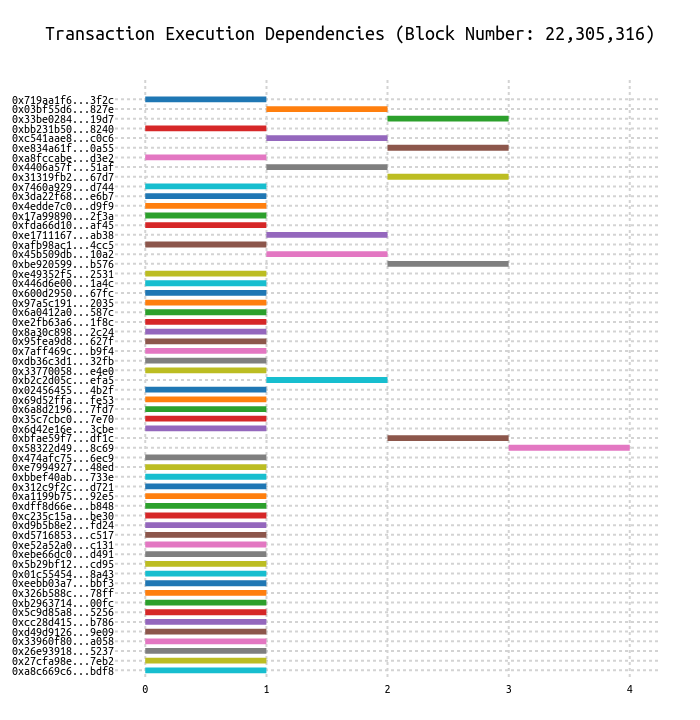 Transaction Execution Dependencies (Block Number: 22,305,316)
0x719aa1f6...3f2c
0x03bf55d6...827e
0x33be0284...19d7
0xbb231b50...8240
0xc541aae8...c0c6
0xe834a61f...0a55
0xa8fccabe...d3e2
0x4406a57f...51af
0x31319fb2...67d7
0x7460a929...d744
0x3da22f68...e6b7
0x4edde7c0...d9f9
0x17a99890...2f3a
0xfda66d10...af45
0xe1711167...ab38
0xafb98ac1...4cc5
0x45b509db...10a2
0xbe920599...b576
0xe49352f5...2531
0x446d6e00...1a4c
0x600d2950...67fc
0x97a5c191...2035
0x6a0412a0...587c
0xe2fb63a6...1f8c
0x8a30c898...2c24
0x95fea9d8...627f
0x7aff469c...b9f4
0xdb36c3d1...32fb
0x33770058...e4e0
0xb2c2d05c...efa5
0x02456455...4b2f
0x69d52ffa...fe53
0x6a8d2196...7fd7
0x35c7cbc0...7e70
0x6d42e16e...3cbe
0xbfae59f7...df1c
0x58322d49...8c69
0x474afc75...6ec9
0xe7994927...48ed
0xbbef40ab...733e
0x312c9f2c...d721
0xa1199b75...92e5
0xdff8d66e...b848
0xc235c15a...be30
0xd9b5b8e2...fd24
0xd5716853...c517
0xe52a52a0...c131
0xebe66dc0...d491
0x5b29bf12...cd95
0x01c55454...8a43
0xeebb03a7...bbf3
0x326b588c...78ff
0xb2963714...00fc
0x5c9d85a8...5256
0xcc28d415...b786
0xd49d9126...9e09
0x33960f80...a058
0x26e93918...5237
0x27cfa98e...7eb2
0xa8c669c6...bdf8
0 1 2 3 4